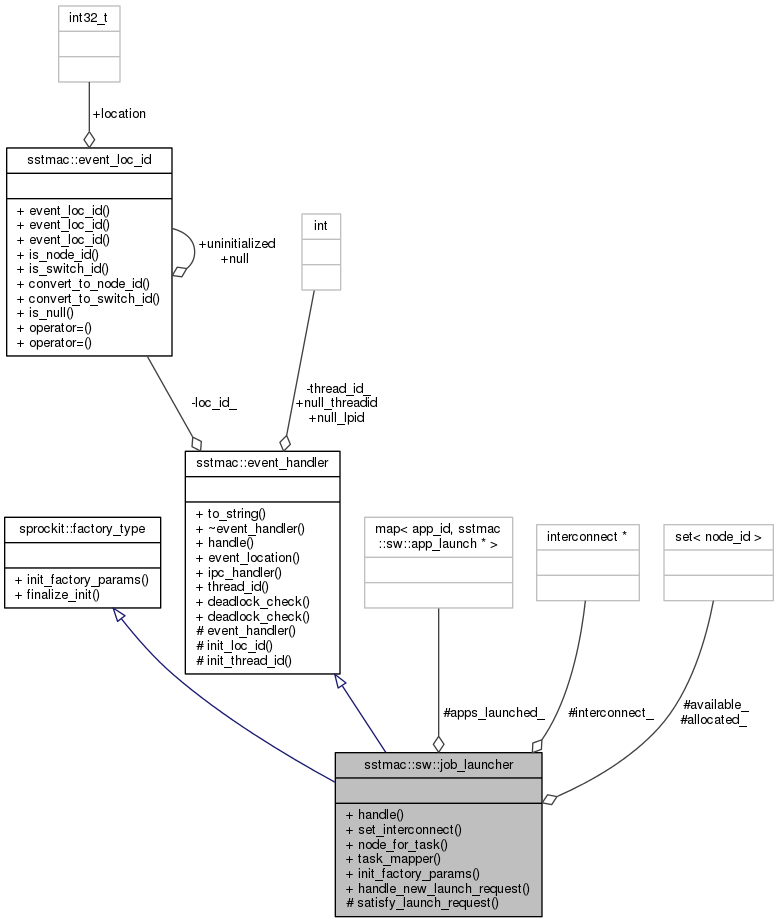 int32_t
+location
sstmac::event_loc_id
+ event_loc_id()
+ event_loc_id()
+ event_loc_id()
+ is_node_id()
+ is_switch_id()
+ convert_to_node_id()
+ convert_to_switch_id()
+ is_null()
+ operator=()
+ operator=()
+uninitialized
+null
int
-loc_id_
-thread_id_
+null_threadid
+null_lpid
sstmac::event_handler
+ to_string()
+ ~event_handler()
+ handle()
+ event_location()
+ ipc_handler()
+ thread_id()
+ deadlock_check()
+ deadlock_check()
# event_handler()
# init_loc_id()
# init_thread_id()
sprockit::factory_type
+ init_factory_params()
+ finalize_init()
map< app_id, sstmac
::sw::app_launch * >
interconnect *
set< node_id >
#apps_launched_
#interconnect_
#available_
#allocated_
sstmac::sw::job_launcher
+ handle()
+ set_interconnect()
+ node_for_task()
+ task_mapper()
+ init_factory_params()
+ handle_new_launch_request()
# satisfy_launch_request()